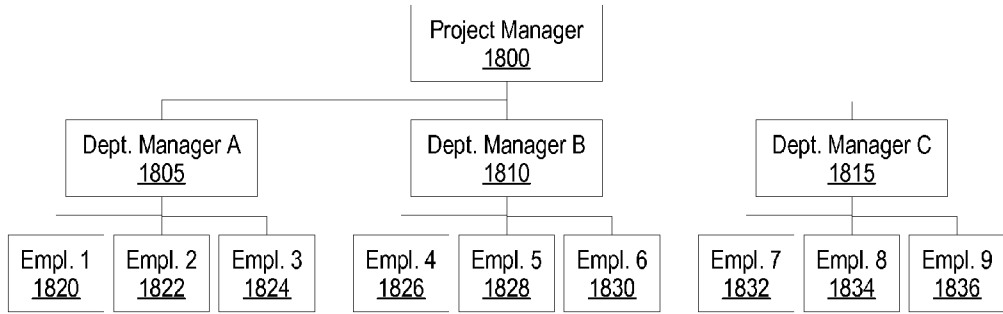 Project Manager
1800
Dept. Manager A
1805
Dept. Manager B
1810
Dept. Manager C
1815
Empl. 1
1820
Empl. 2
1822
Empl. 3
1824
Empl. 4
1826
Empl. 5
1828
Empl. 6
1830
Empl. 7
1832
Empl. 8
1834
Empl. 9
1836